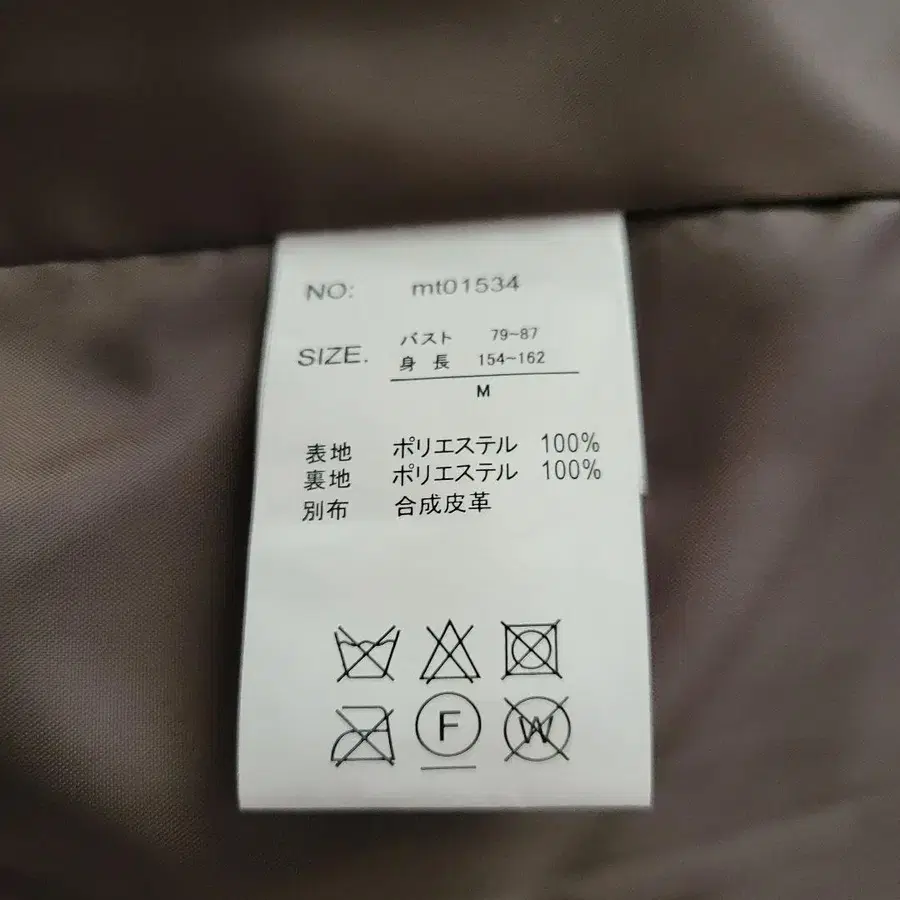 NO: mt01534
バスト 79~87
SIZE. 身長 154~162
M
表地 ポリエステル 100%
裏地 ポリエステル 100%
別布 合成皮革
F W